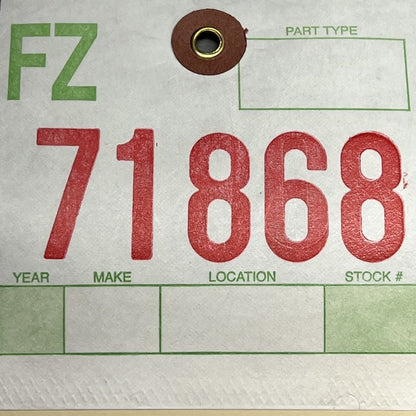 FZ
PART TYPE
71868
YEAR MAKE LOCATION STOCK #